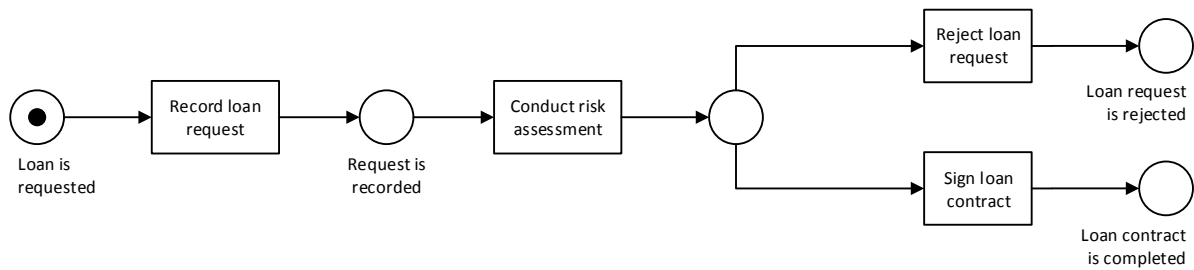 Loan is
requested
Record loan
request
Request is
recorded
Conduct risk
assessment
Reject loan
request
Loan request
is rejected
Sign loan
contract
Loan contract
is completed